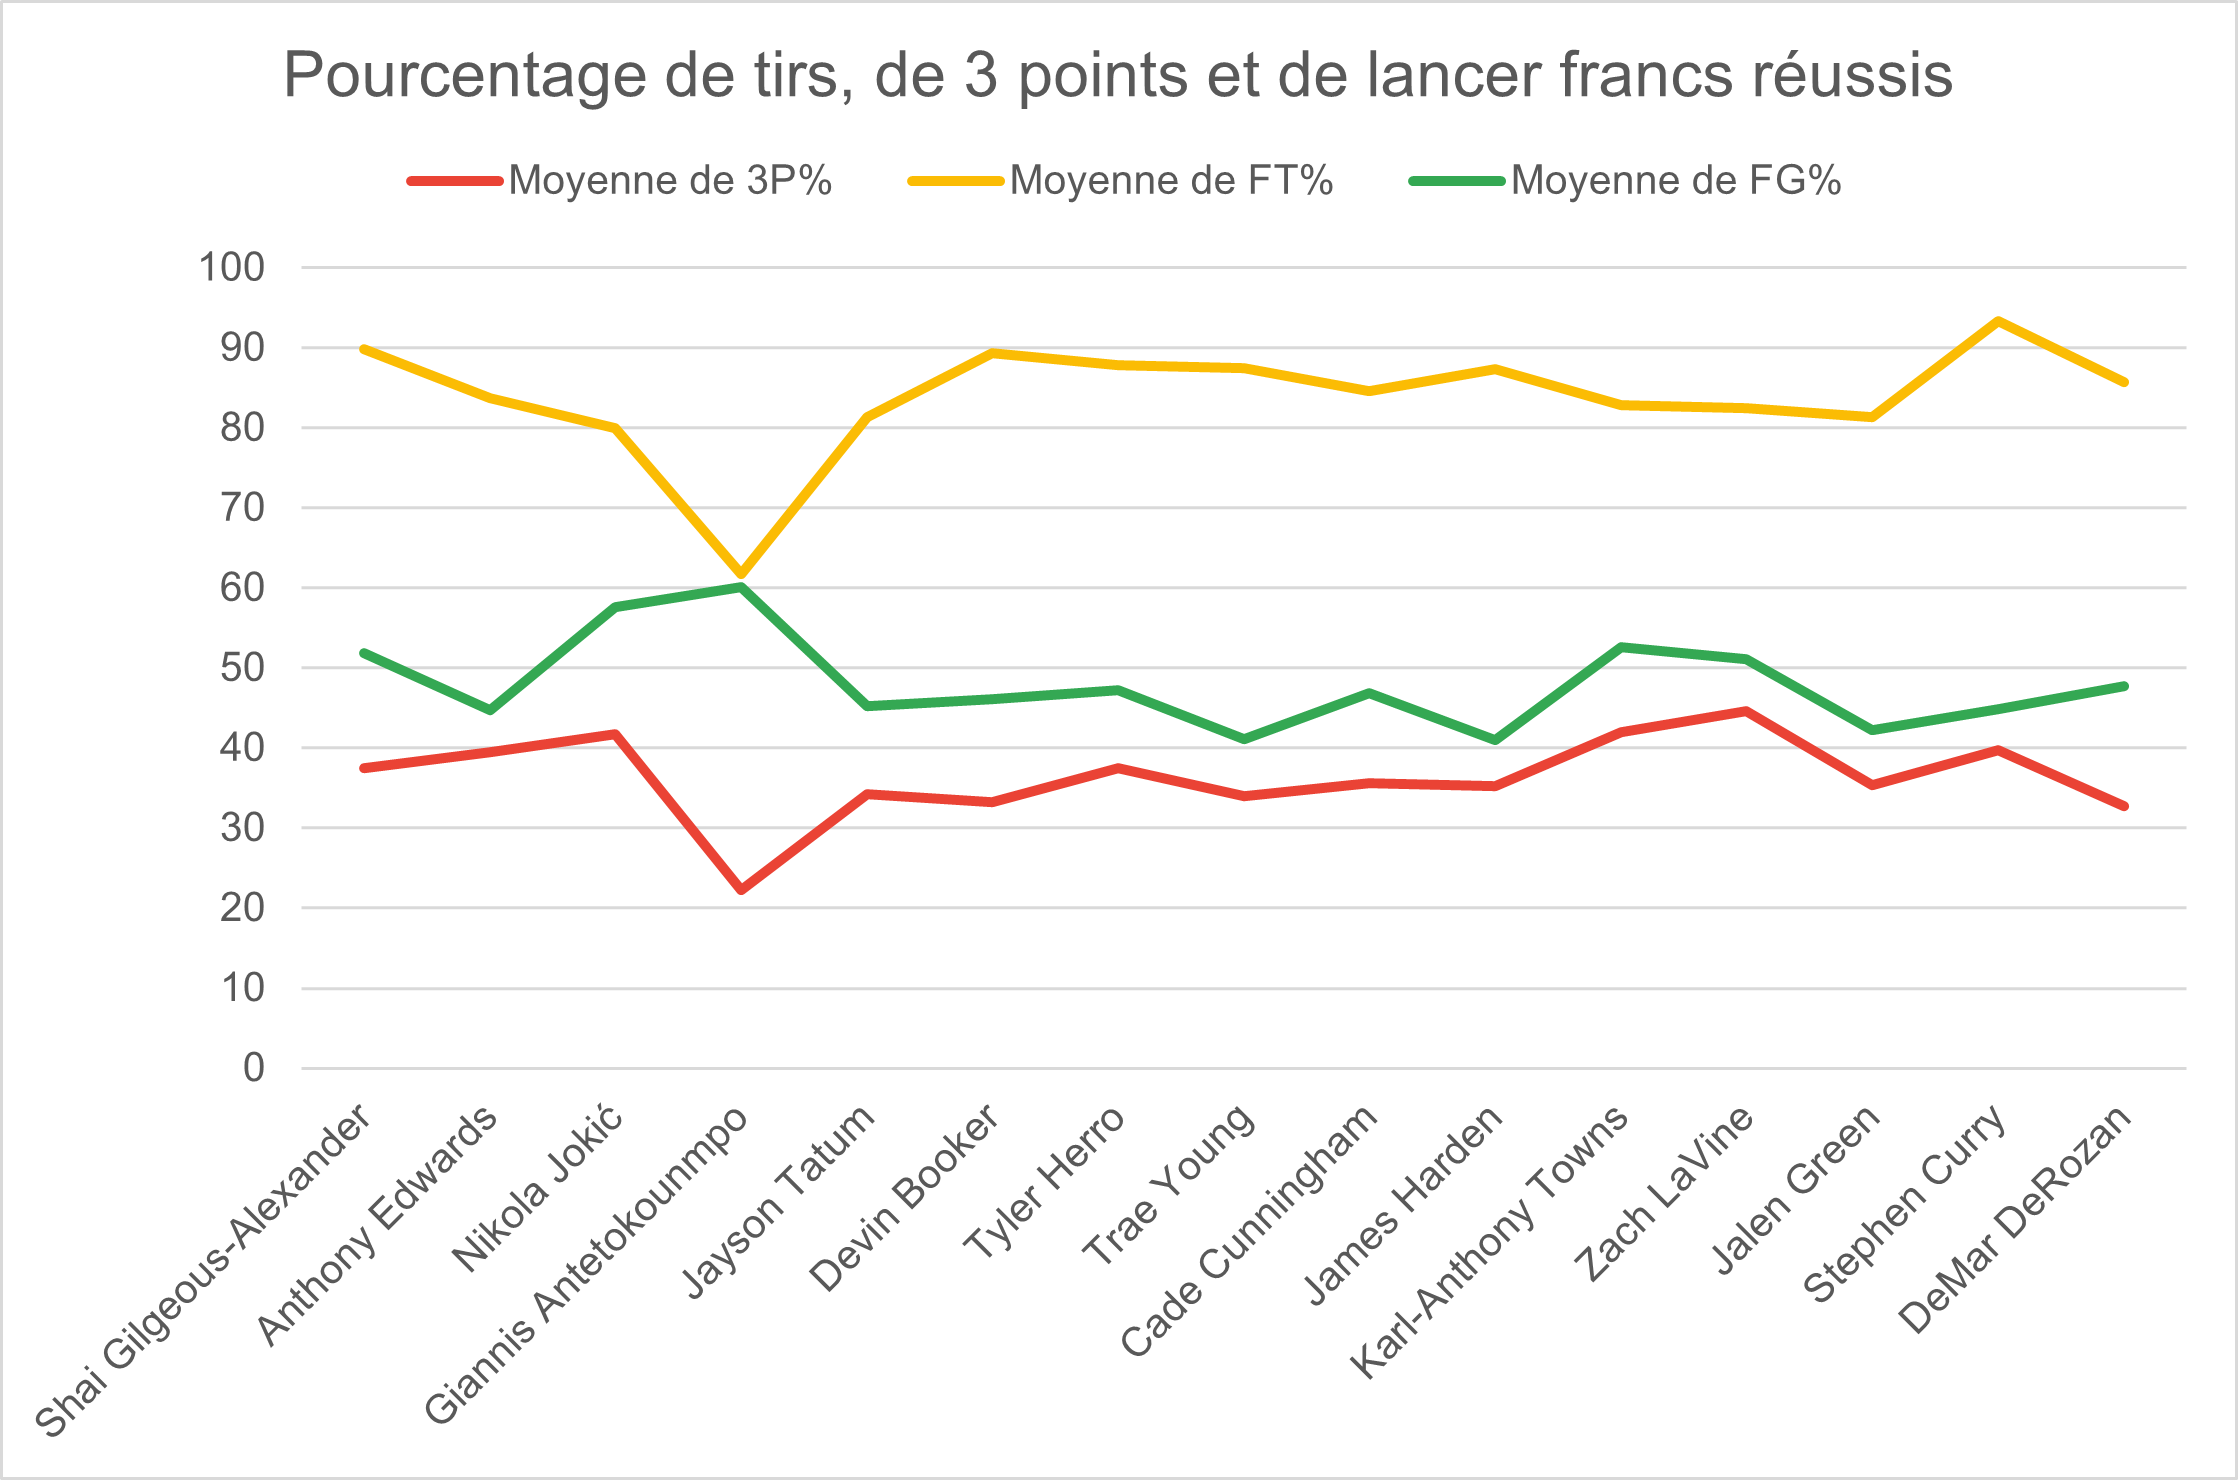 Pourcentage de tirs, de 3 points et de lancer francs réussis
Moyenne de 3P%
Moyenne de FT%
Moyenne de FG%
100
90
80
70
60
50
40
30
20
10
0
Shai Gilgeous-Alexander
Anthony Edwards
Nikola Jokić
Giannis Antetokounmpo
Jayson Tatum
Devin Booker
Tyler Herro
Trae Young
Cade Cunningham
James Harden
Karl-Anthony Towns
Zach LaVine
Jalen Green
Stephen Curry
DeMar DeRozan